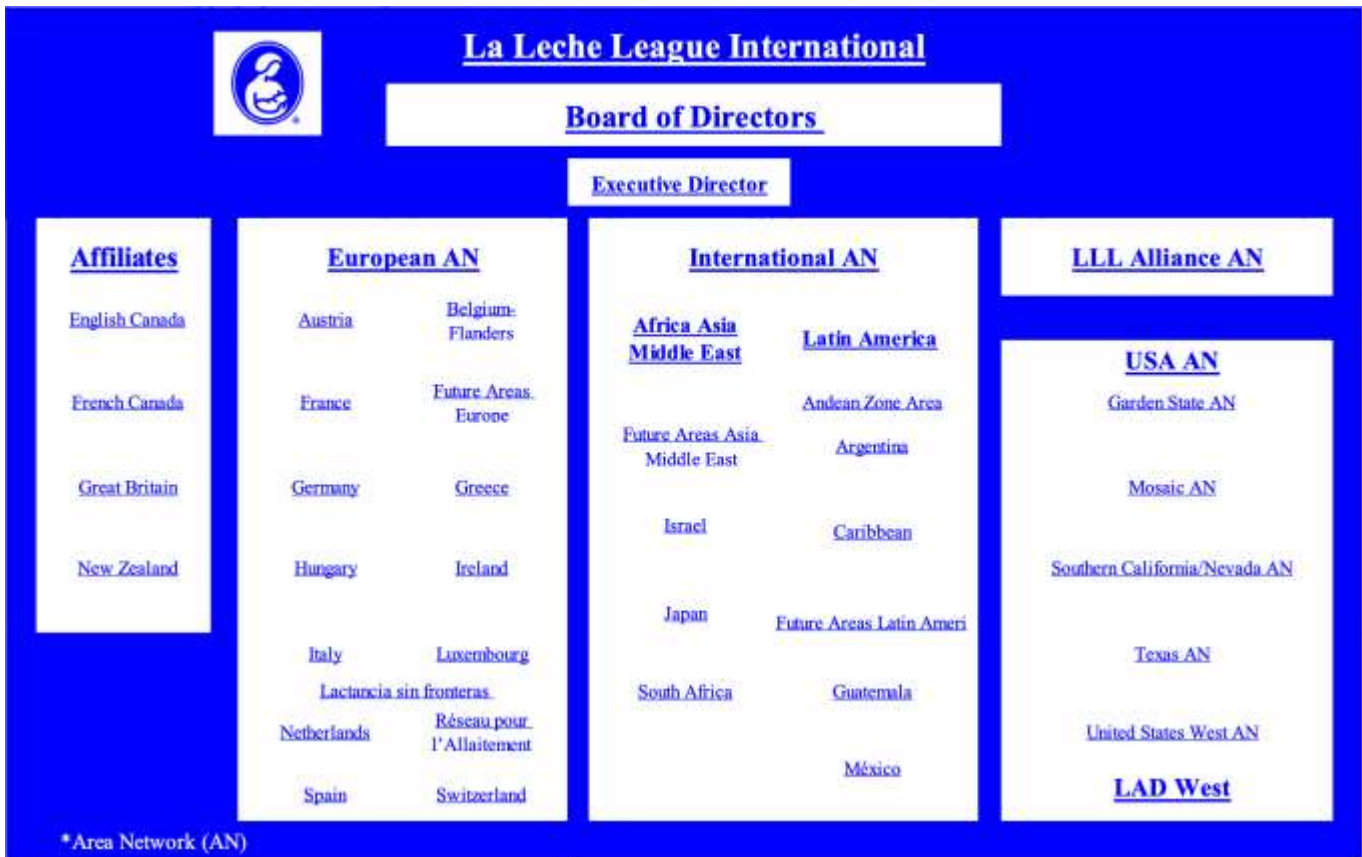 La Leche League International
Board of Directors
Executive Director
Affiliates
English Canada
French Canada
Great Britain
New Zealand
European AN
Austria
Belgium-
Flanders
France
Future Areas
Europe
Germany
Greece
Hungary
Ireland
Italy
Luxembourg
Lactancia sin fronteras
Netherlands
Réseau pour
l'Allaitement
Spain
Switzerland
International AN
Africa Asia
Middle East
Future Areas Asia
Middle East
Israel
Japan
South Africa
Latin America
Andean Zone Area
Argentina
Caribbean
Future Areas Latin Ameri
Guatemala
México
LLL Alliance AN
USA AN
Garden State AN
Mosaic AN
Southern California/Nevada AN
Texas AN
United States West AN
LAD West
*Area Network (AN)